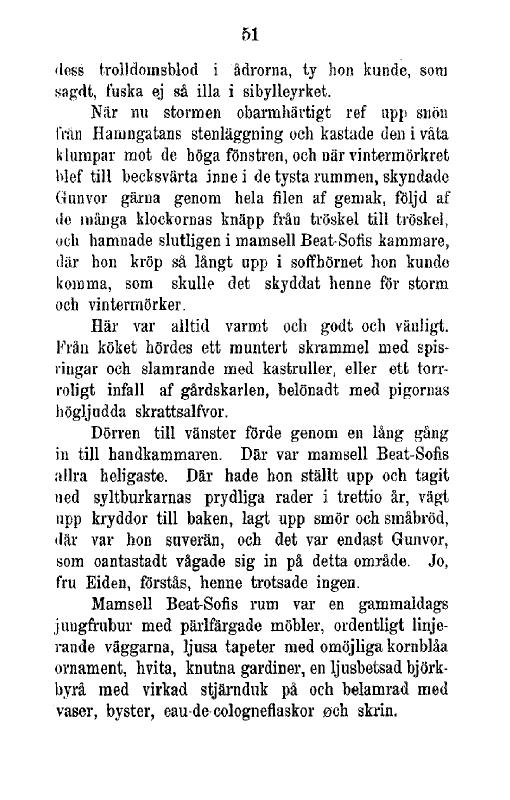 51
dess trolldomsblod i ådrorna, ty hon kunde, som
sagdt, fuska ej så illa i sibylleyrket.
När nu stormen obarmhärtigt ref upp snön
från Hamngatans stenläggning och kastade den i våta
klumpar mot de höga fönstren, och när vintermörkret
blef till becksvärta inne i de tysta rummen, skyndade
Gunvor gärna genom hela filen af gemak, följd af
de många klockornas knäpp från tröskel till tröskel,
och hamnade slutligen i mamsell Beat-Sofis kammare,
där hon kröp så långt upp i soffhörnet hon kunde
komma, som skulle det skyddat henne för storm
och vintermörker.
Här var alltid varmt och godt och vänligt.
Från köket hördes ett muntert skrammel med spis-
ringar och slamrande med kastruller, eller ett torr-
roligt infall af gårdskarlen, belönadt med pigornas
högljudda skrattsalfvor.
Dörren till vänster förde genom en lång gång
in till handkammaren. Där var mamsell Beat-Sofis
allra heligaste. Där hade hon ställt upp och tagit
ned syltburkarnas prydliga rader i trettio år, vägt
upp kryddor till baken, lagt upp smör och småbröd,
där var hon suverän, och det var endast Gunvor,
som oantastadt vågade sig in på detta område. Jo,
fru Eiden, förstås, henne trotsade ingen.
Mamsell Beat-Sofis rum var en gammaldags
jungfrubur med pärlfärgade möbler, ordentligt linje-
rande väggarna, ljusa tapeter med omöjliga kornblåa
ornament, hvita, knutna gardiner, en ljusbetsad björk-
byrå med virkad stjärnduk på och belamrad med
vaser, byster, eau-de-cologneflaskor øch skrin.